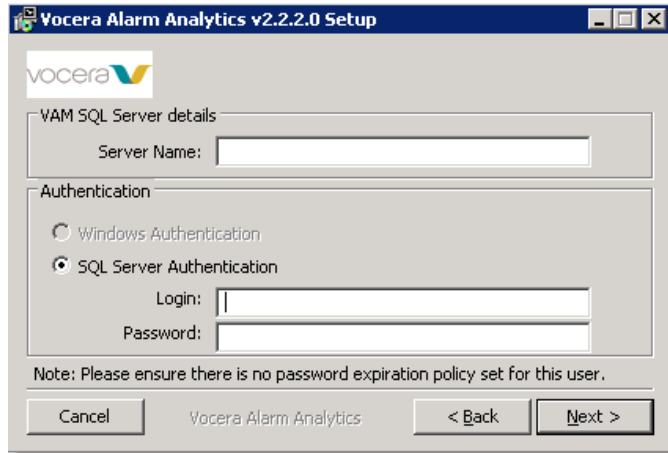 Vocera Alarm Analytics v2.2.2.0 Setup
vocera
VAM SQL Server details
Server Name:
Authentication
Windows Authentication
SQL Server Authentication
Login:
Password:
Note: Please ensure there is no password expiration policy set for this user.
Cancel Vocera Alarm Analytics < Back Next >